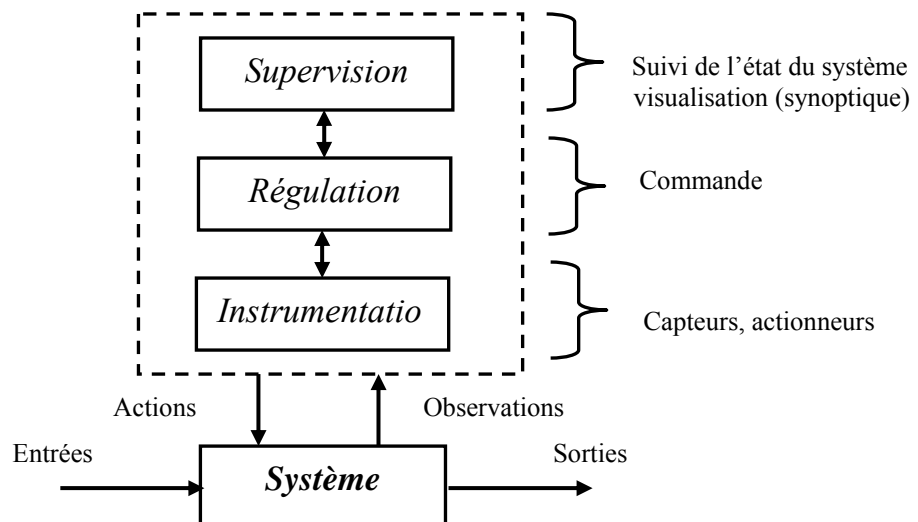 Supervision
Suivi de l'état du système
visualisation (synoptique)
Régulation
Commande
Instrumentatio
Capteurs, actionneurs
Actions
Observations
Entrées
Sorties
Système